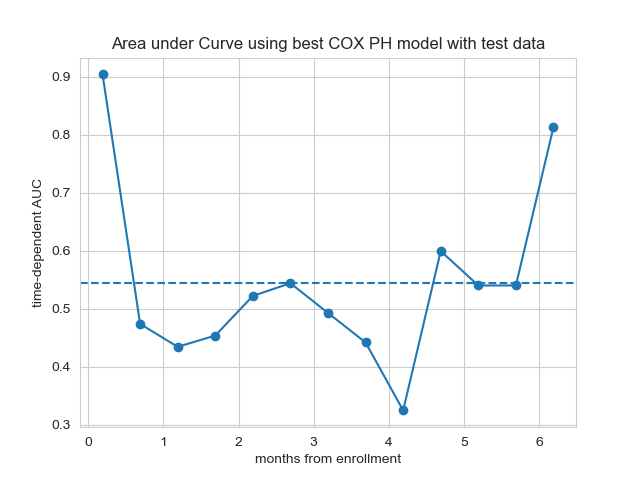 Area under Curve using best COX PH model with test data
time-dependent AUC
0.9
0.8
0.7
0.6
0.5
0.4
0.3
0 1 2 3 4 5 6
months from enrollment